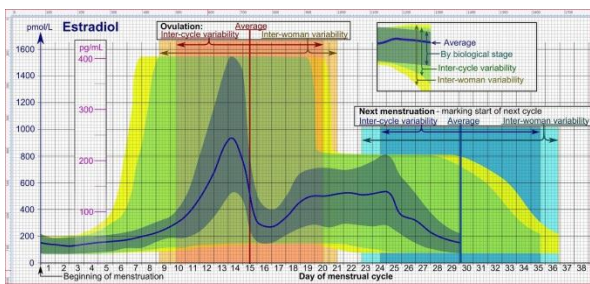 pmol/L Estradiol
pg/mL
Ovulation: Average
Inter-cycle variability Inter-woman variability
Average
By biological stage
Inter-cycle variability
Inter-woman variability
Next menstruation - marking start of next cycle
Inter-cycle variability Average Inter-woman variability
1600
1400
1200
1000
800
600
400
200
0
400
300
200
100
1 2 3 4 5 6 7 8 9 10 11 12 13 14 15 16 17 18 19 20 21 22 23 24 25 26 27 28 29 30 31 32 33 34 35 36 37 38
Beginning of menstruation
Day of menstrual cycle